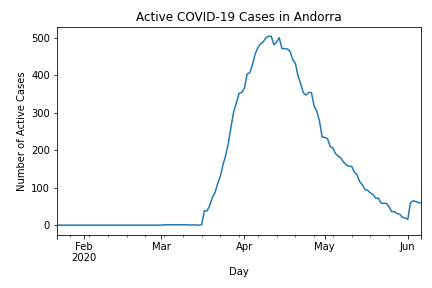 Active COVID-19 Cases in Andorra
Number of Active Cases
500
400
300
200
100
0
Feb Mar Apr May Jun
2020
Day